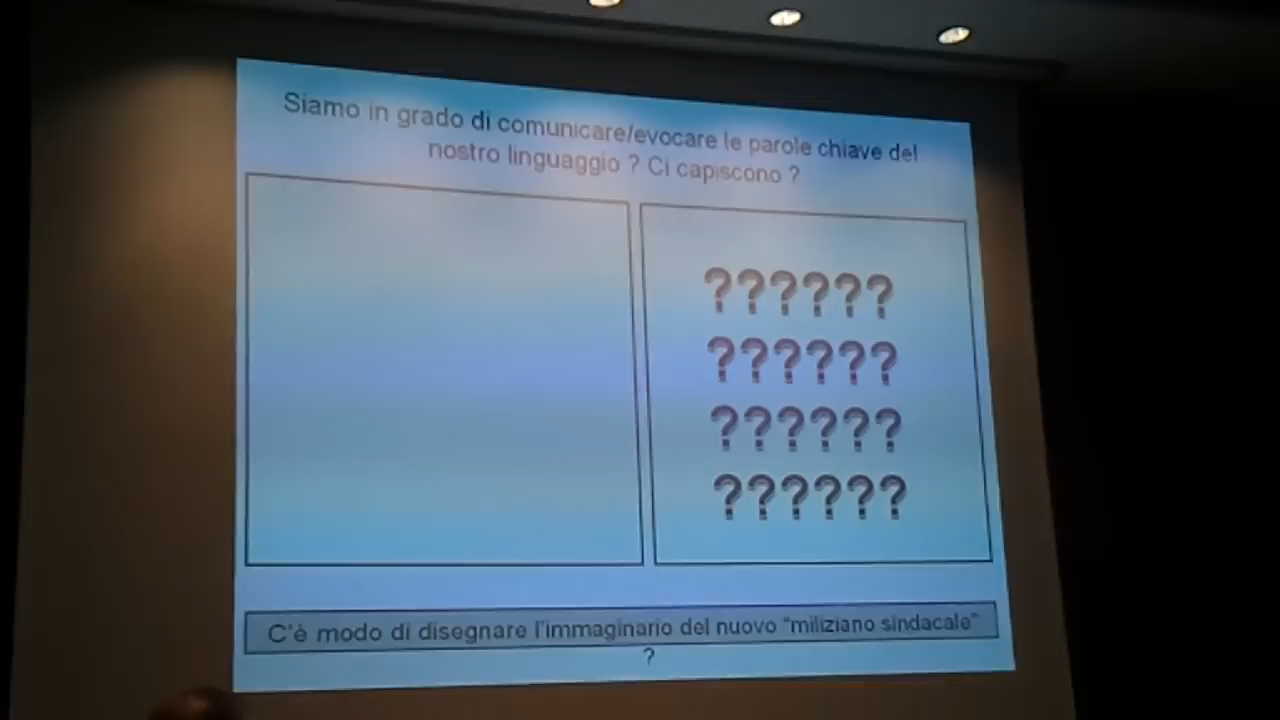 Siamo in grado di comunicare/evocare le parole chiave del
nostro linguaggio ? Ci capiscono ?
??????
??????
??????
??????
C'è modo di disegnare l'immaginario del nuovo "miliziano sindacale"
?